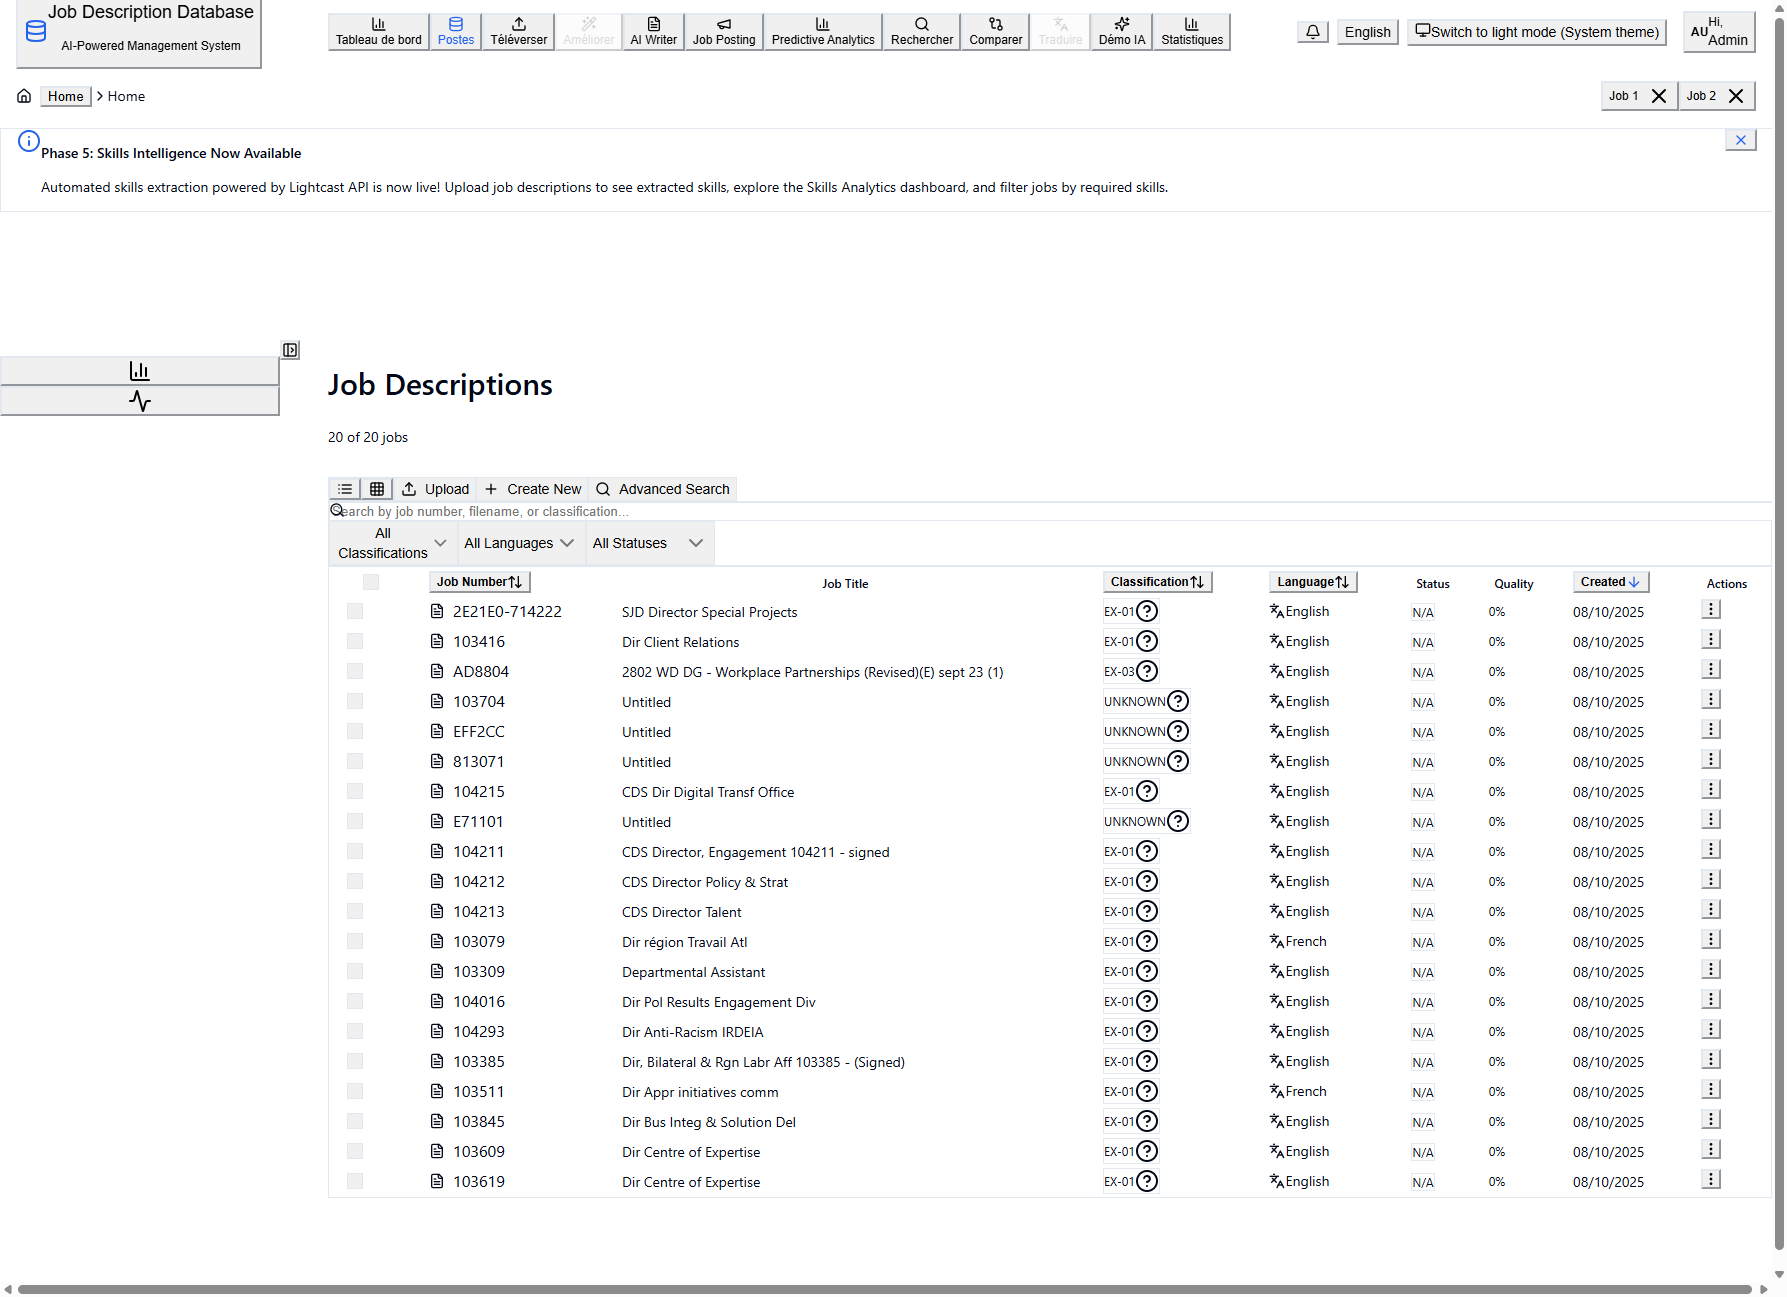 Job Description Database
AI-Powered Management System
Tableau de bord
Postes
Téléverser
Améliorer
AI Writer
Job Posting
Predictive Analytics
Rechercher
Comparer
Traduire
Démo IA
Statistiques
English
Switch to light mode (System theme)
AU
Hi,
Admin
Home > Home
Job 1
Job 2
Phase 5: Skills Intelligence Now Available
Automated skills extraction powered by Lightcast API is now live! Upload job descriptions to see extracted skills, explore the Skills Analytics dashboard, and filter jobs by required skills.
Job Descriptions
20 of 20 jobs
Upload
Create New
Advanced Search
Search by job number, filename, or classification...
All
Classifications
All Languages
All Statuses
Job Number Job Title Classification Language Status Quality Created Actions
2E21E0-714222 SJD Director Special Projects EX-01 English N/A 0% 08/10/2025
103416 Dir Client Relations EX-01 English N/A 0% 08/10/2025
AD8804 2802 WD DG - Workplace Partnerships (Revised)(E) sept 23 (1) EX-03 English N/A 0% 08/10/2025
103704 Untitled UNKNOWN English N/A 0% 08/10/2025
EFF2CC Untitled UNKNOWN English N/A 0% 08/10/2025
813071 Untitled UNKNOWN English N/A 0% 08/10/2025
104215 CDS Dir Digital Transf Office EX-01 English N/A 0% 08/10/2025
E71101 Untitled UNKNOWN English N/A 0% 08/10/2025
104211 CDS Director, Engagement 104211 - signed EX-01 English N/A 0% 08/10/2025
104212 CDS Director Policy & Strat EX-01 English N/A 0% 08/10/2025
104213 CDS Director Talent EX-01 English N/A 0% 08/10/2025
103079 Dir région Travail Atl EX-01 French N/A 0% 08/10/2025
103309 Departmental Assistant EX-01 English N/A 0% 08/10/2025
104016 Dir Pol Results Engagement Div EX-01 English N/A 0% 08/10/2025
104293 Dir Anti-Racism IRDEIA EX-01 English N/A 0% 08/10/2025
103385 Dir, Bilateral & Rgn Labr Aff 103385 - (Signed) EX-01 English N/A 0% 08/10/2025
103511 Dir Appr initiatives comm EX-01 French N/A 0% 08/10/2025
103845 Dir Bus Integ & Solution Del EX-01 English N/A 0% 08/10/2025
103609 Dir Centre of Expertise EX-01 English N/A 0% 08/10/2025
103619 Dir Centre of Expertise EX-01 English N/A 0% 08/10/2025